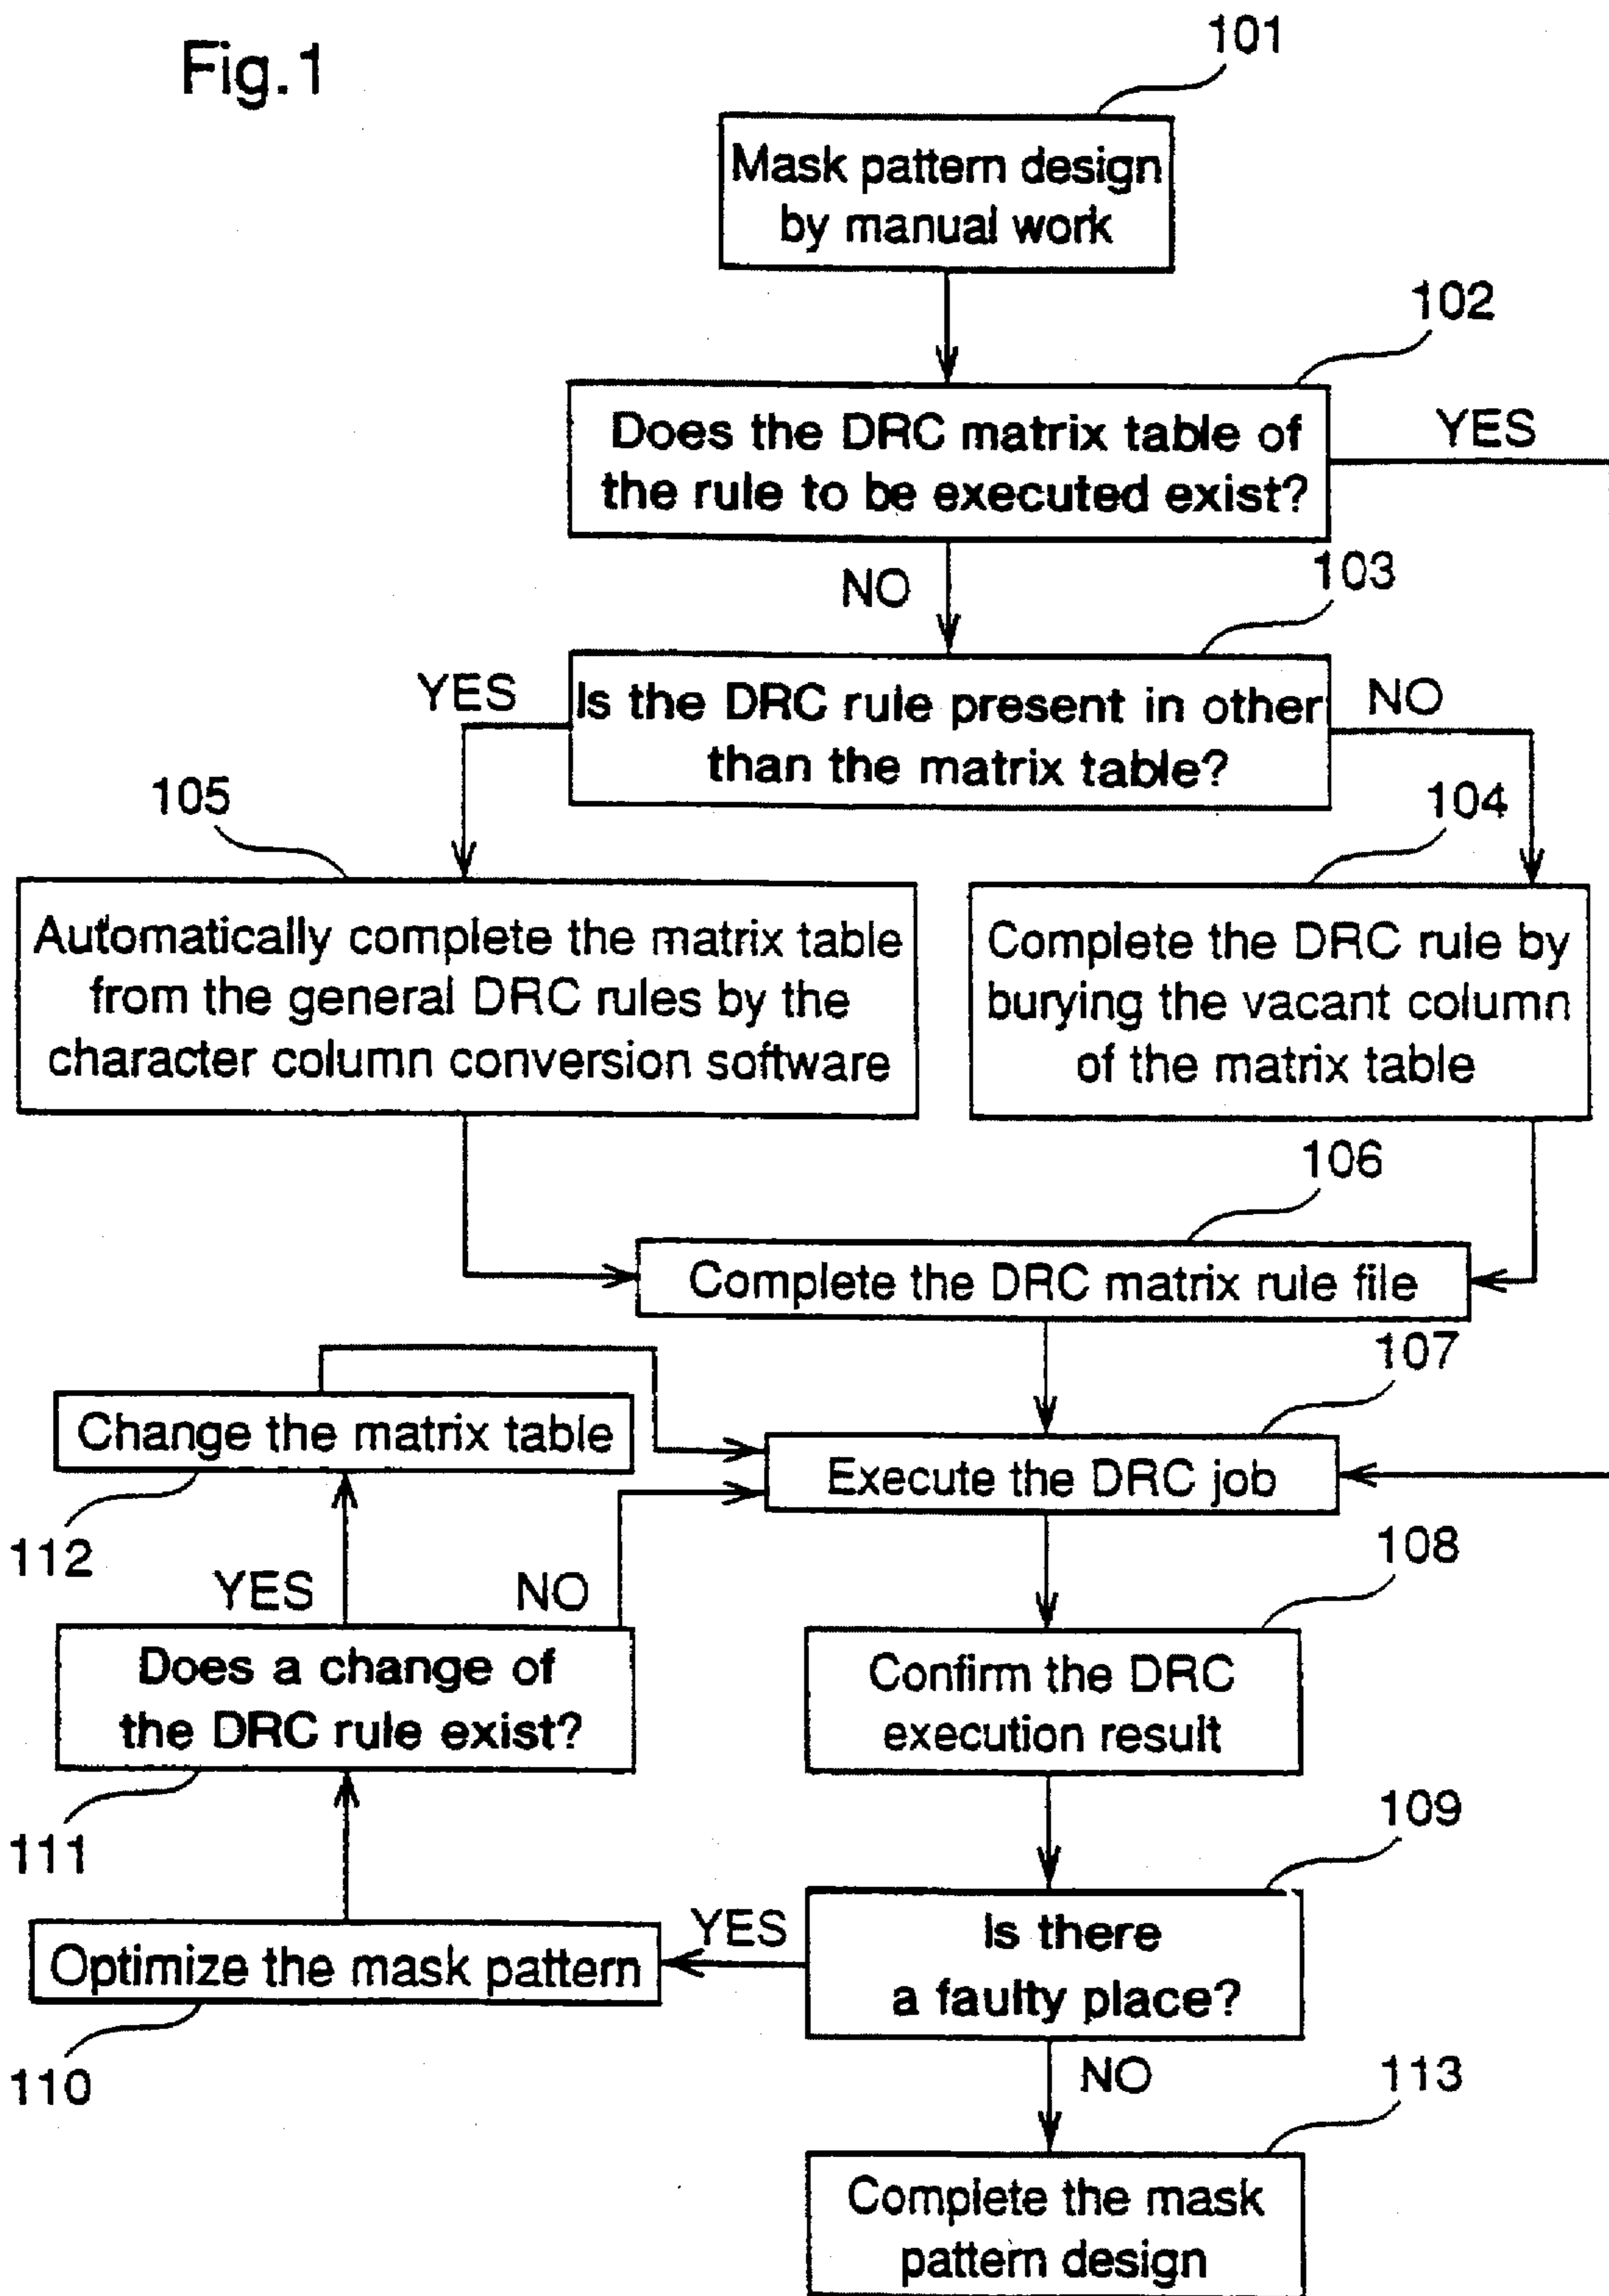 Fig.1
101
Mask pattern design
by manual work
102
Does the DRC matrix table of
the rule to be executed exist?
YES
NO
103
Is the DRC rule present in other
than the matrix table?
YES
NO
105
Automatically complete the matrix table
from the general DRC rules by the
character column conversion software
104
Complete the DRC rule by
burying the vacant column
of the matrix table
106
Complete the DRC matrix rule file
107
Execute the DRC job
Change the matrix table
112
YES
NO
108
Confirm the DRC
execution result
Does a change of
the DRC rule exist?
111
109
Is there
a faulty place?
YES
Optimize the mask pattern
110
NO
113
Complete the mask
pattern design